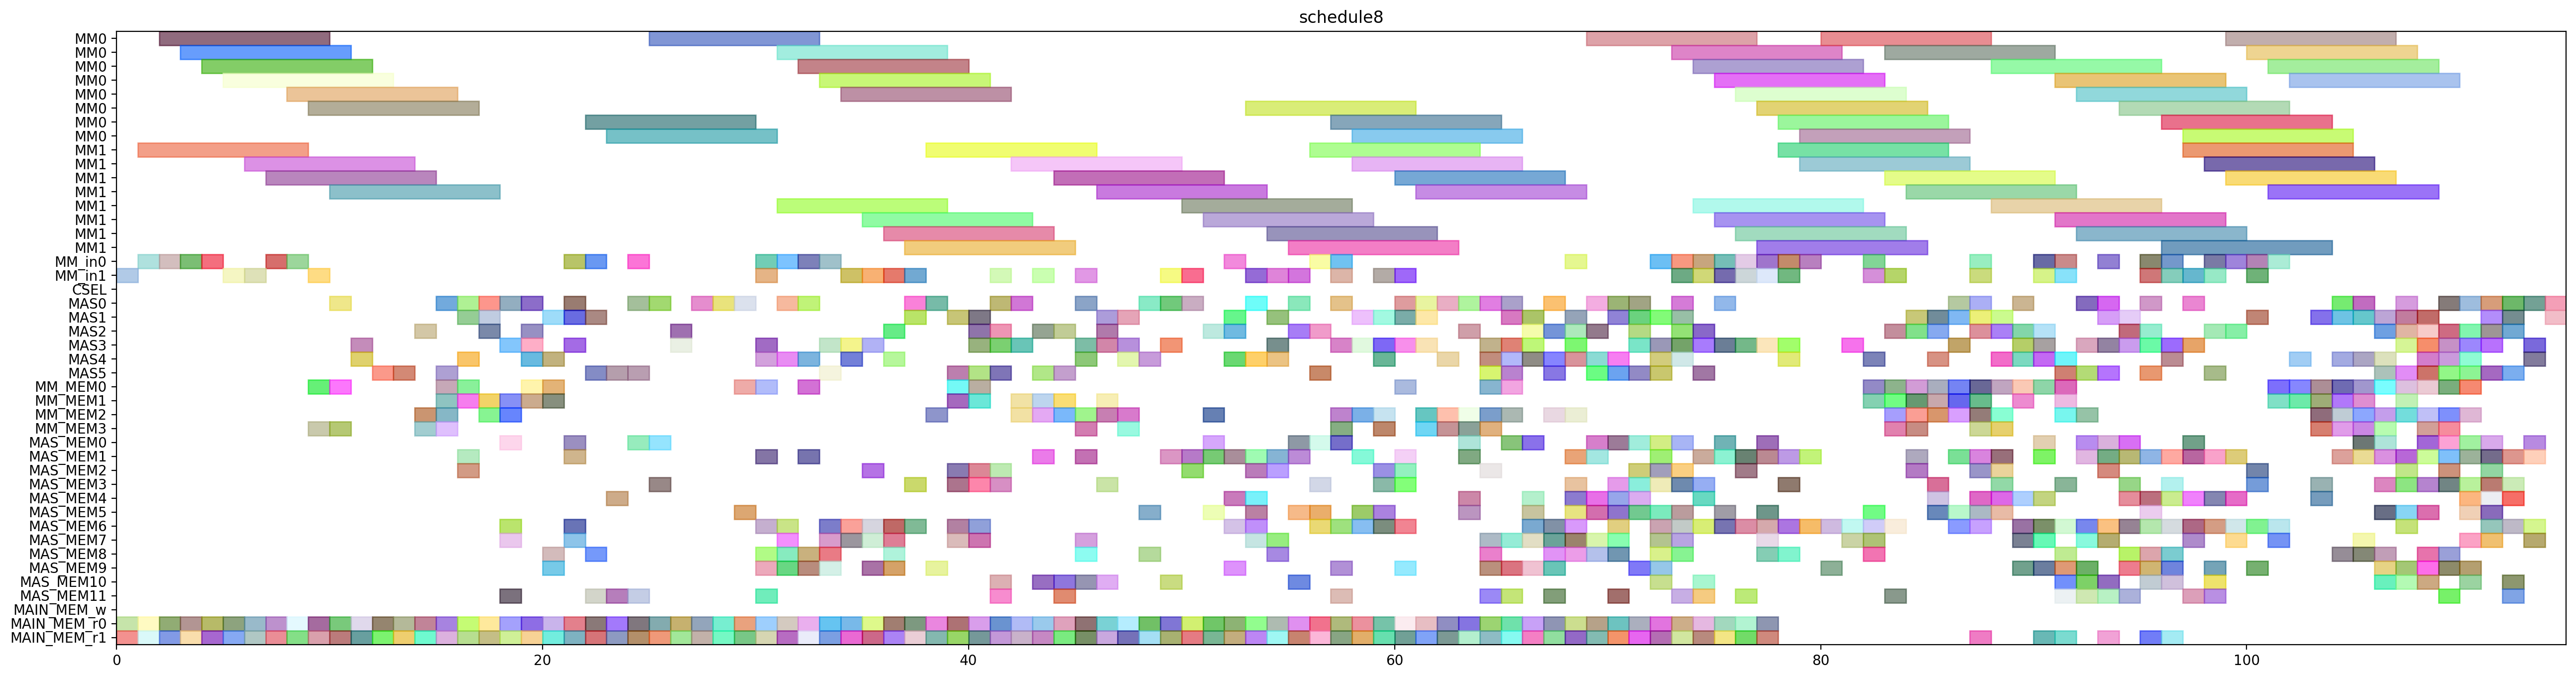 schedule8
MM0
MM0
MM0
MM0
MM0
MM0
MM0
MM0
MM1
MM1
MM1
MM1
MM1
MM1
MM1
MM1
MM_in0
MM_in1
CSEL
MAS0
MAS1
MAS2
MAS3
MAS4
MAS5
MM_MEM0
MM_MEM1
MM_MEM2
MM_MEM3
MAS_MEM0
MAS_MEM1
MAS_MEM2
MAS_MEM3
MAS_MEM4
MAS_MEM5
MAS_MEM6
MAS_MEM7
MAS_MEM8
MAS_MEM9
MAS_MEM10
MAS_MEM11
MAIN_MEM_w
MAIN_MEM_r0
MAIN_MEM_r1
0 20 40 60 80 100